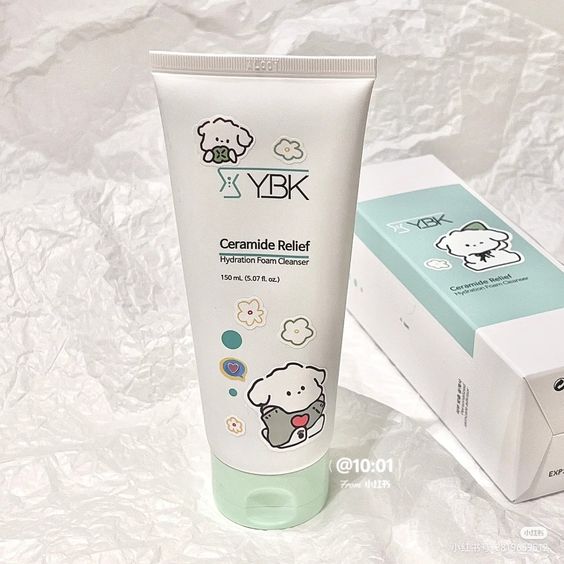 YBK
Ceramide Relief
Hydration Foam Cleanser
150 mL (5.07 fl. oz.)
YBK
Ceramide Relief
Hydration Foam Cleanser
EXP
@10:01
From 小红书
小红书